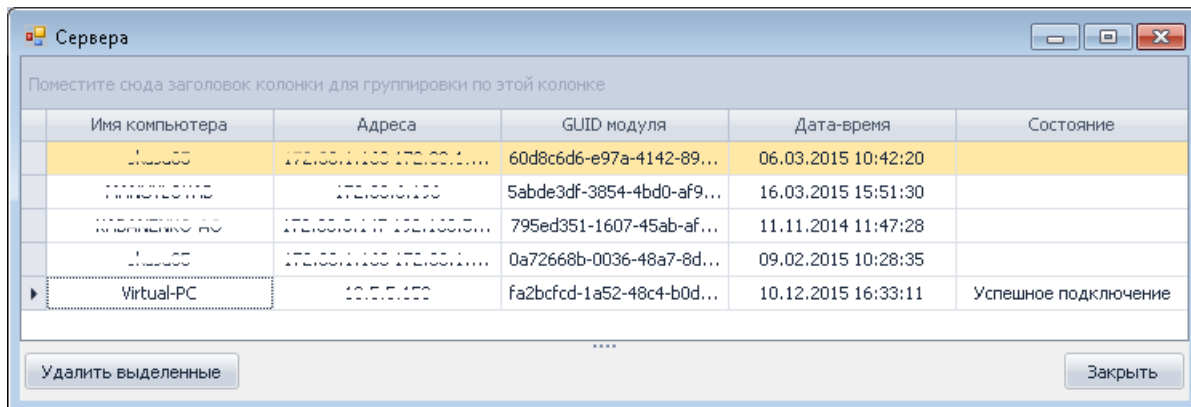 Сервера
Поместите сюда заголовок колонки для группировки по этой колонке
Имя компьютера Адреса GUID модуля Дата-время Состояние
60d8c6d6-e97a-4142-89... 06.03.2015 10:42:20
5abde3df-3854-4bd0-af9... 16.03.2015 15:51:30
795ed351-1607-45ab-af... 11.11.2014 11:47:28
0a72668b-0036-48a7-8d... 09.02.2015 10:28:35
Virtual-PC fa2bcfcd-1a52-48c4-b0d... 10.12.2015 16:33:11 Успешное подключение
Удалить выделенные Закрыть